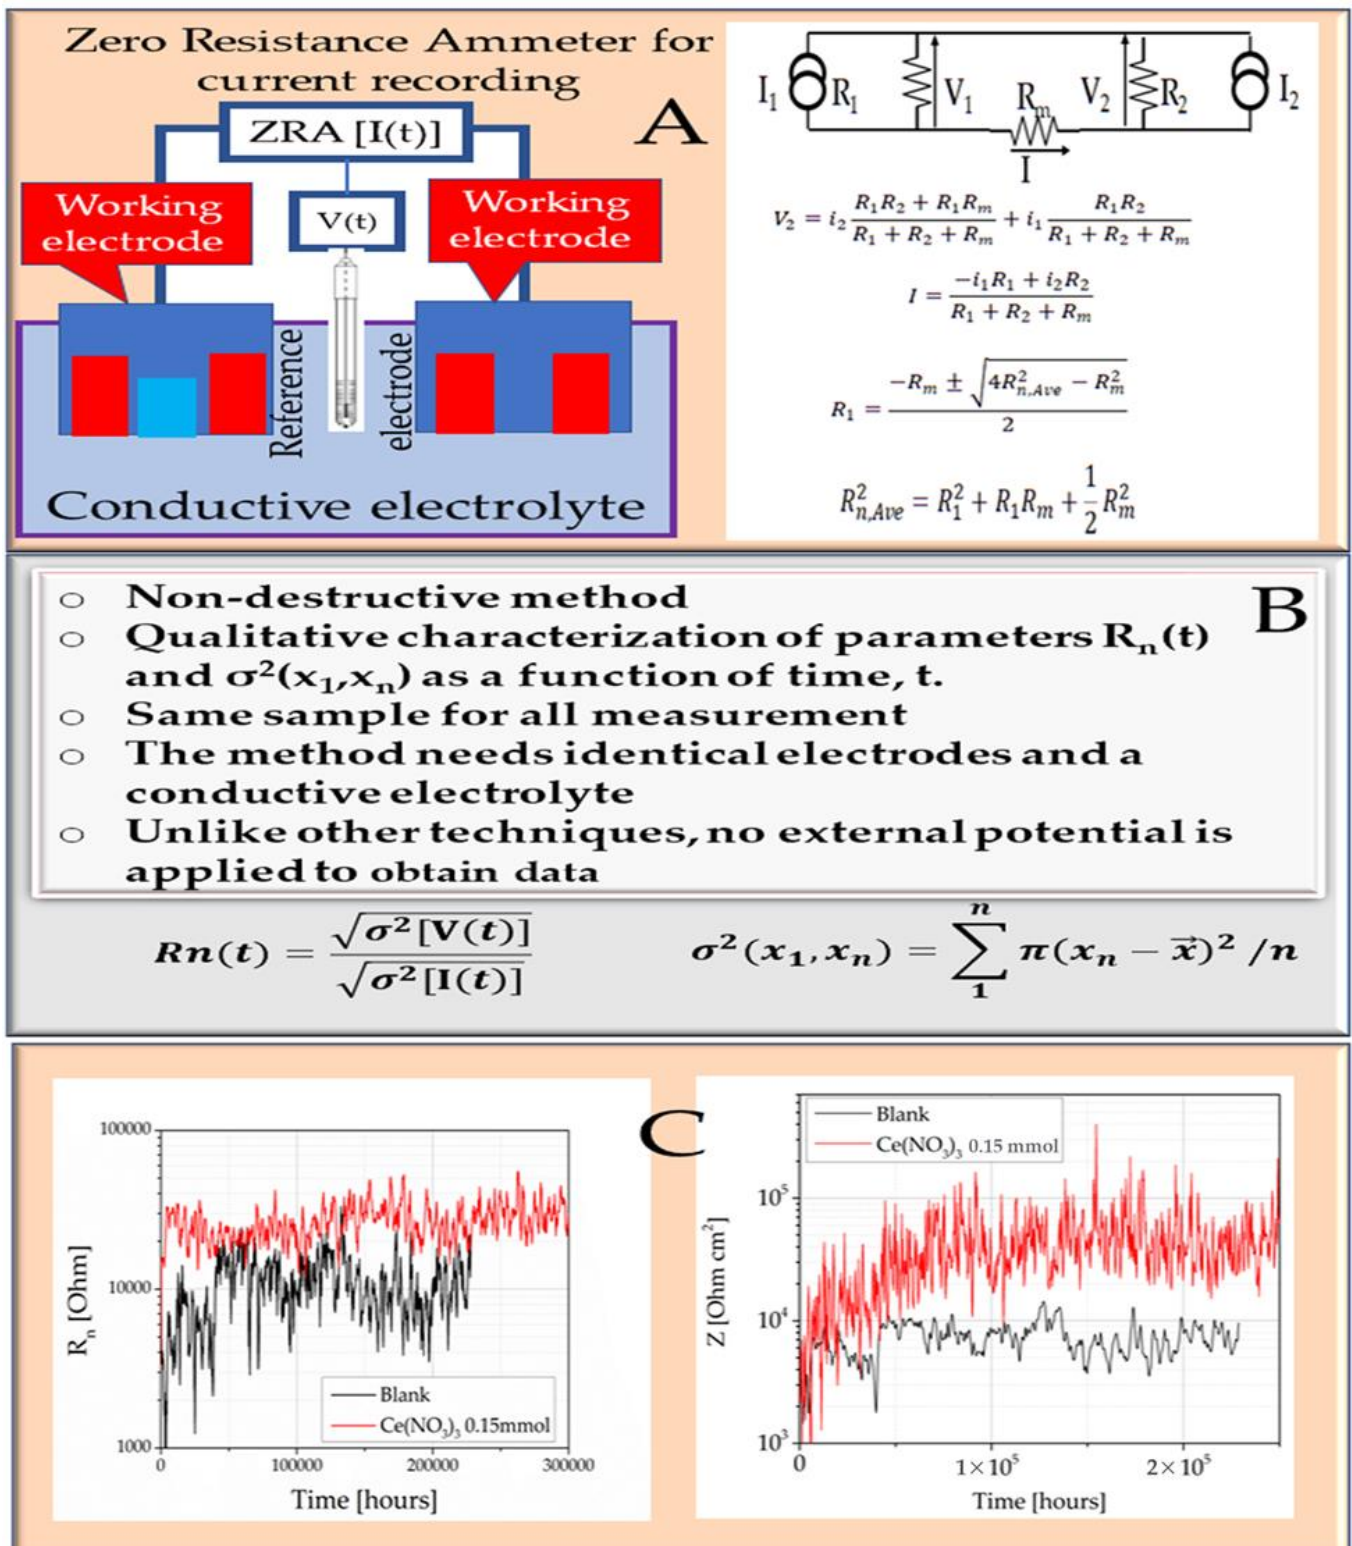 Zero Resistance Ammeter for
current recording
A
ZRA [I(t)]
Working
electrode
V(t)
Working
electrode
Reference
electrode
Conductive electrolyte
I₁ R₁ V₁ Rₘ V₂ R₂ I₂
I
V₂ = i₂ (R₁R₂ + R₁Rₘ)/(R₁ + R₂ + Rₘ) + i₁ (R₁R₂)/(R₁ + R₂ + Rₘ)
I = (−i₁R₁ + i₂R₂)/(R₁ + R₂ + Rₘ)
R₁ = (−Rₘ ± √(4R²n,Ave − R²ₘ))/2
R²n,Ave = R₁² + R₁Rₘ + 1/2 R²ₘ
B
○ Non-destructive method
○ Qualitative characterization of parameters Rₙ(t)
and σ²(x₁,xₙ) as a function of time, t.
○ Same sample for all measurement
○ The method needs identical electrodes and a
conductive electrolyte
○ Unlike other techniques, no external potential is
applied to obtain data
Rn(t) = √σ²[V(t)] / √σ²[I(t)]
σ²(x₁, xₙ) = ∑₁ⁿ π(xₙ − x⃗)² /n
C
100000
10000
1000
Rₙ [Ohm]
Blank
Ce(NO₃)₃ 0.15mmol
0 100000 200000 300000
Time [hours]
Blank
Ce(NO₃)₃ 0.15 mmol
10⁵
10⁴
10³
Z [Ohm cm²]
0 1×10⁵ 2×10⁵
Time [hours]